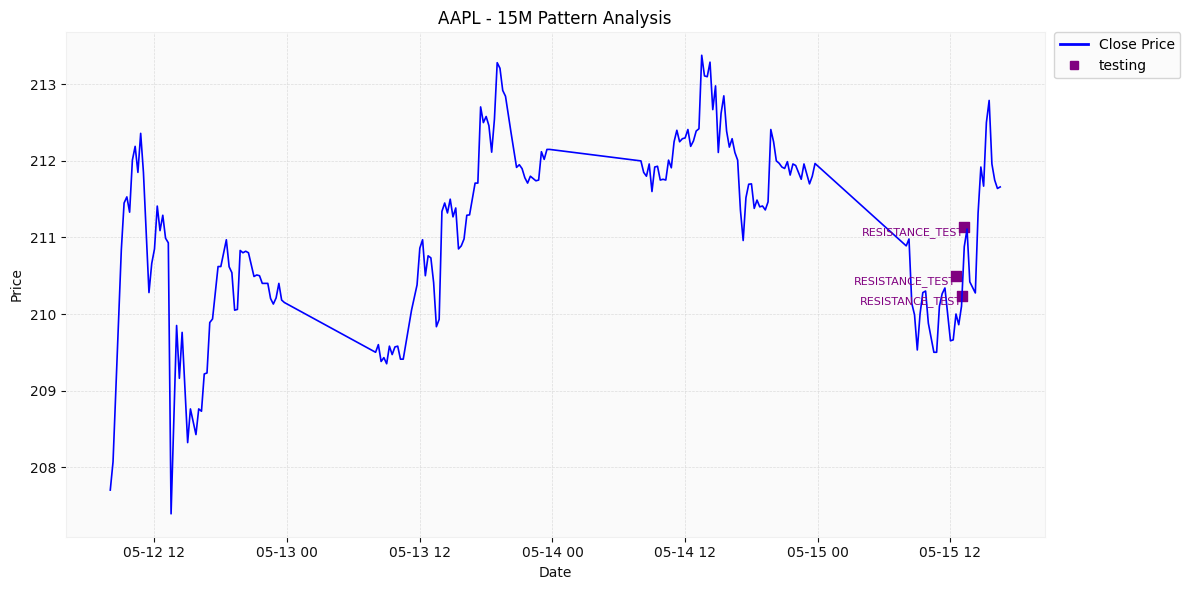 AAPL - 15M Pattern Analysis
Close Price
testing
Price
213
212
211
210
209
208
RESISTANCE_TEST
RESISTANCE_TEST
RESISTANCE_TEST
05-12 12
05-13 00
05-13 12
05-14 00
05-14 12
05-15 00
05-15 12
Date